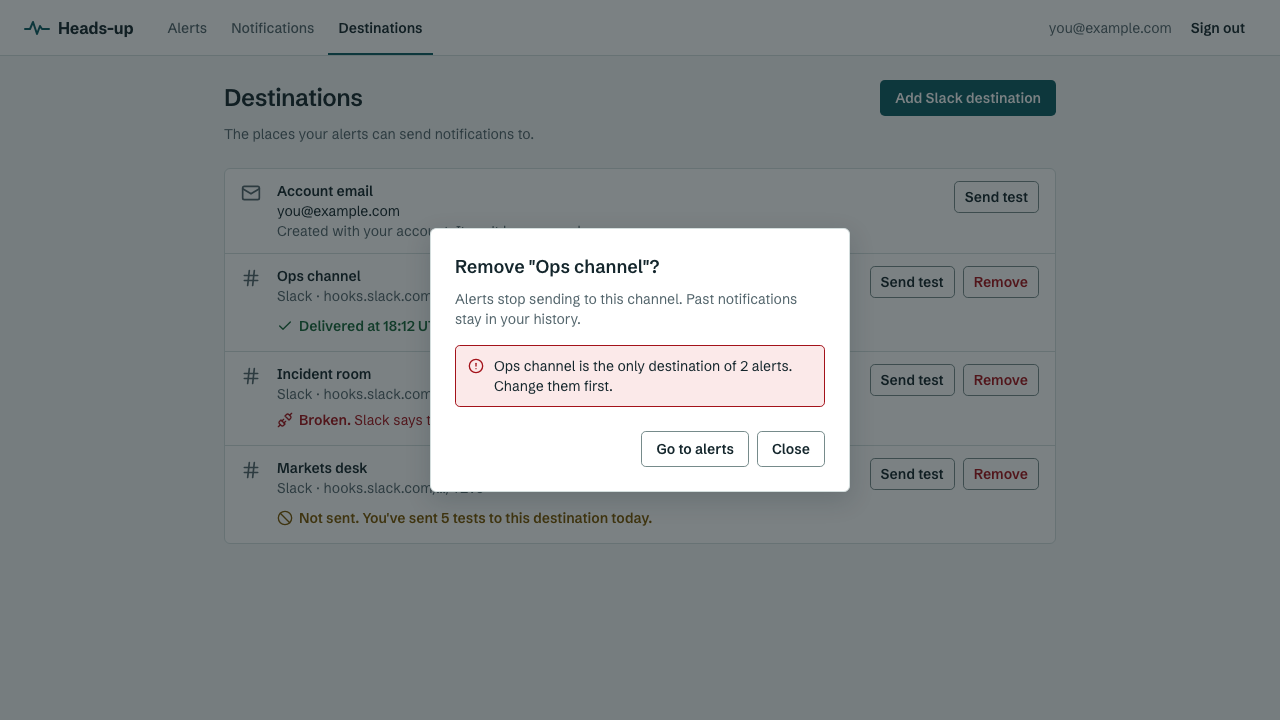 Heads-up
Alerts
Notifications
Destinations
you@example.com
Sign out
Destinations
Add Slack destination
The places your alerts can send notifications to.
Account email
you@example.com
Created with your
Send test
Ops channel
Slack · hooks.slack.com
Delivered at 18:12
Send test
Remove
Remove "Ops channel"?
Alerts stop sending to this channel. Past notifications
stay in your history.
Ops channel is the only destination of 2 alerts.
Change them first.
Go to alerts
Close
Incident room
Slack · hooks.slack.com
Broken. Slack says
Send test
Remove
Markets desk
Slack · hooks.slack.com
Send test
Remove
Not sent. You've sent 5 tests to this destination today.